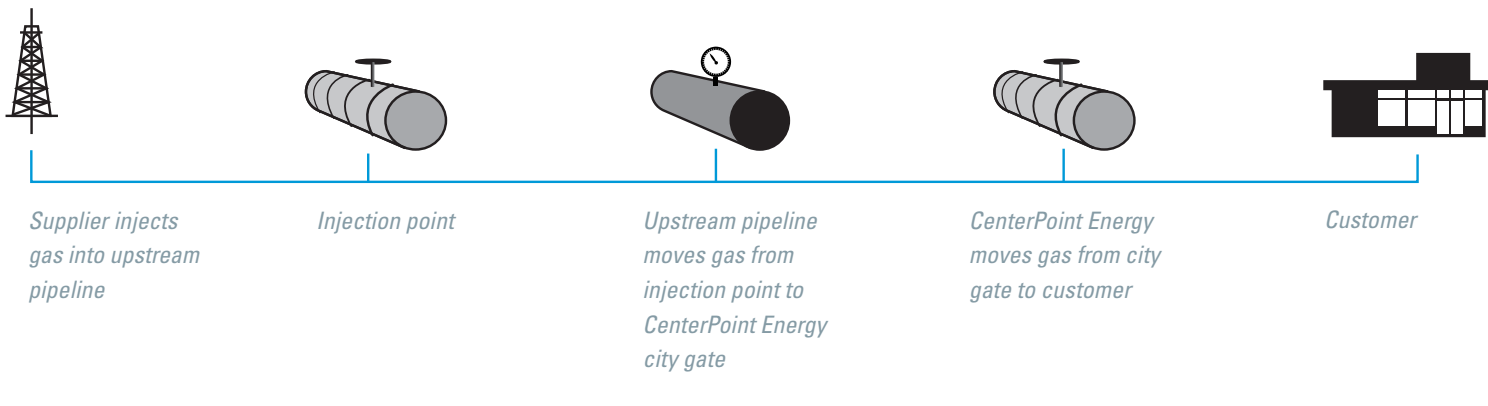 Supplier injects
gas into upstream
pipeline
Injection point
Upstream pipeline
moves gas from
injection point to
CenterPoint Energy
city gate
CenterPoint Energy
moves gas from city
gate to customer
Customer